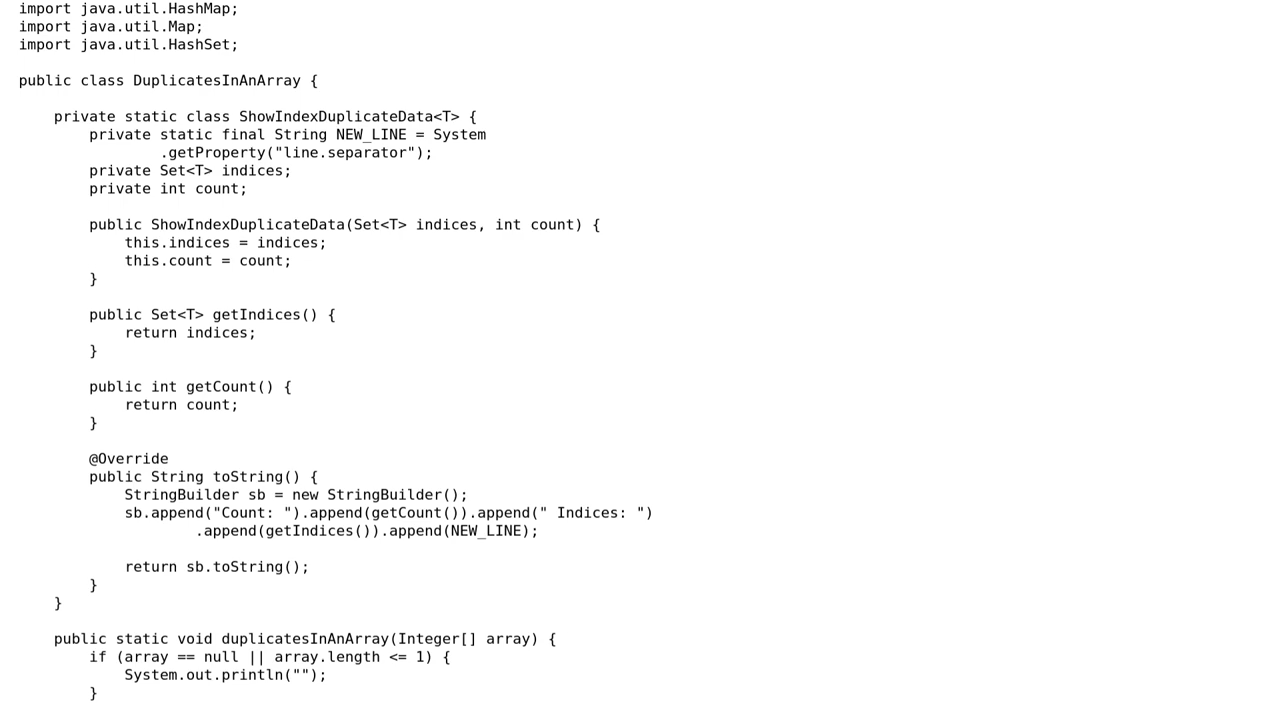 import java.util.HashMap;
import java.util.Map;
import java.util.HashSet;

public class DuplicatesInAnArray {

    private static class ShowIndexDuplicateData<T> {
        private static final String NEW_LINE = System
                .getProperty("line.separator");
        private Set<T> indices;
        private int count;

        public ShowIndexDuplicateData(Set<T> indices, int count) {
            this.indices = indices;
            this.count = count;
        }

        public Set<T> getIndices() {
            return indices;
        }

        public int getCount() {
            return count;
        }

        @Override
        public String toString() {
            StringBuilder sb = new StringBuilder();
            sb.append("Count: ").append(getCount()).append(" Indices: ")
                    .append(getIndices()).append(NEW_LINE);

            return sb.toString();
        }
    }

    public static void duplicatesInAnArray(Integer[] array) {
        if (array == null || array.length <= 1) {
            System.out.println("");
        }